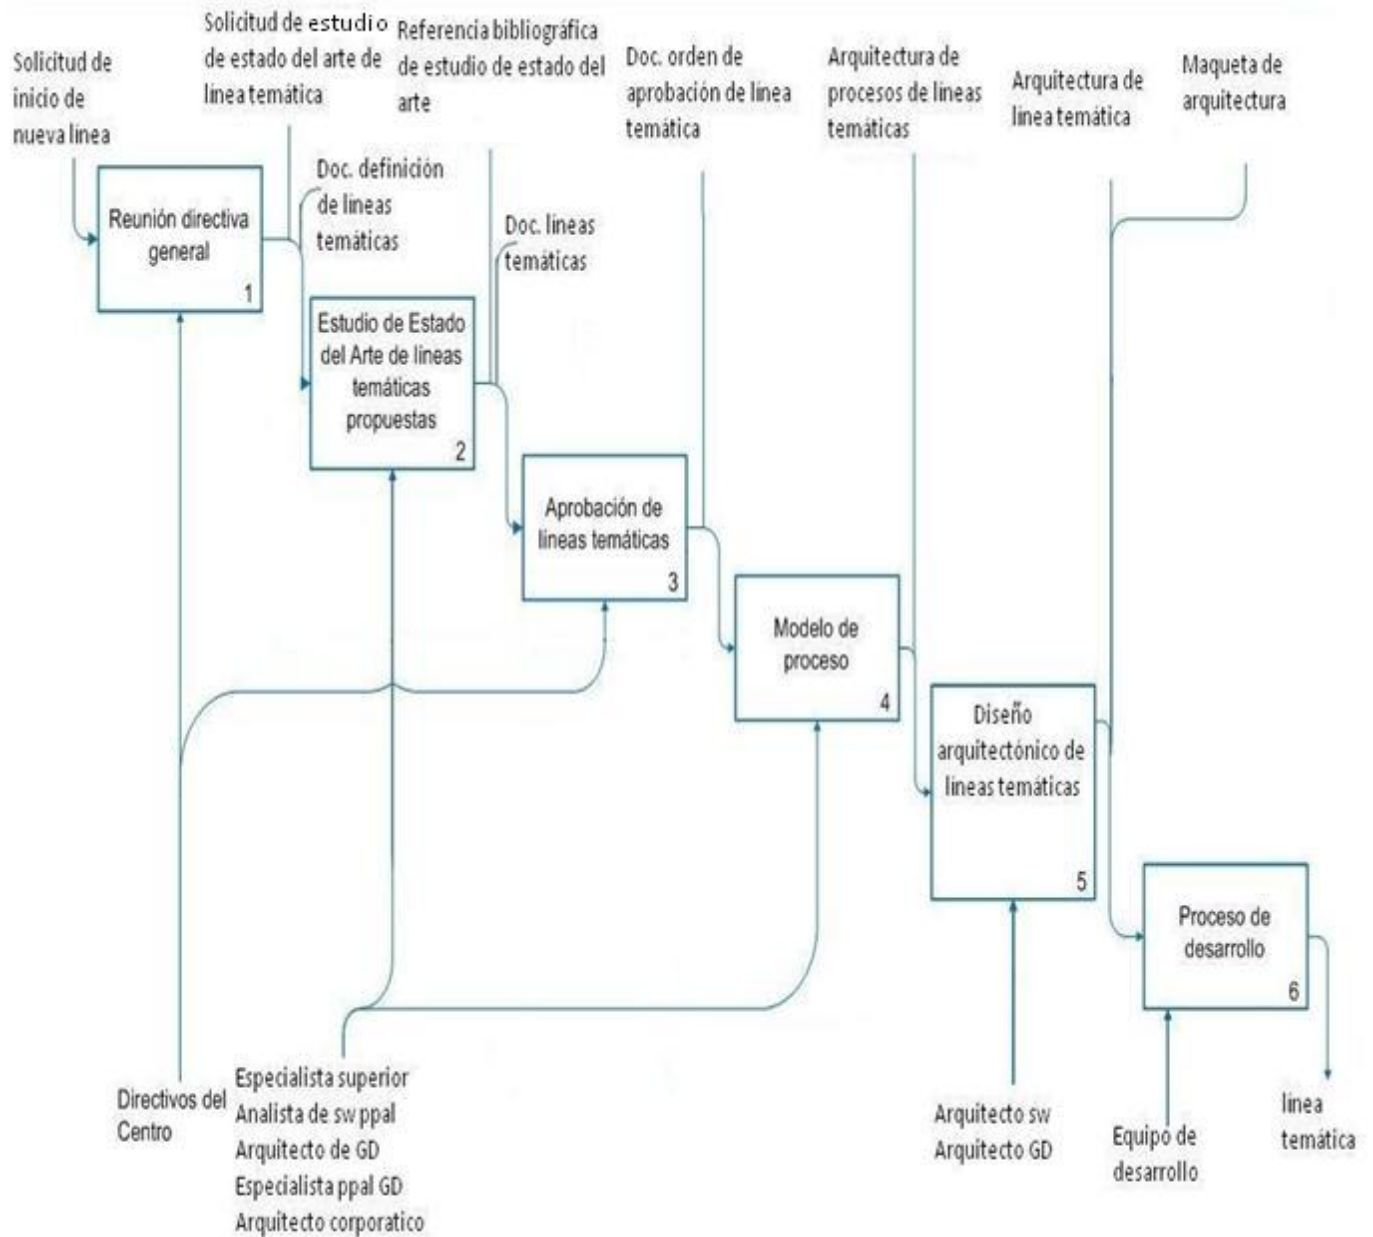 Solicitud de
inicio de
nueva línea
Solicitud de estudio
de estado del arte de
línea temática
Referencia bibliográfica
de estudio de estado del
arte
Doc. orden de
aprobación de línea
temática
Arquitectura de
procesos de líneas
temáticas
Arquitectura de
línea temática
Maqueta de
arquitectura
Doc. definición
de líneas
temáticas
Doc. líneas
temáticas
Reunión directiva
general
1
Estudio de Estado
del Arte de líneas
temáticas
propuestas
2
Aprobación de
líneas temáticas
3
Modelo de
proceso
4
Diseño
arquitectónico de
líneas temáticas
5
Proceso de
desarrollo
6
Directivos del
Centro
Especialista superior
Analista de sw ppal
Arquitecto de GD
Especialista ppal GD
Arquitecto corporatico
Arquitecto sw
Arquitecto GD
Equipo de
desarrollo
línea
temática